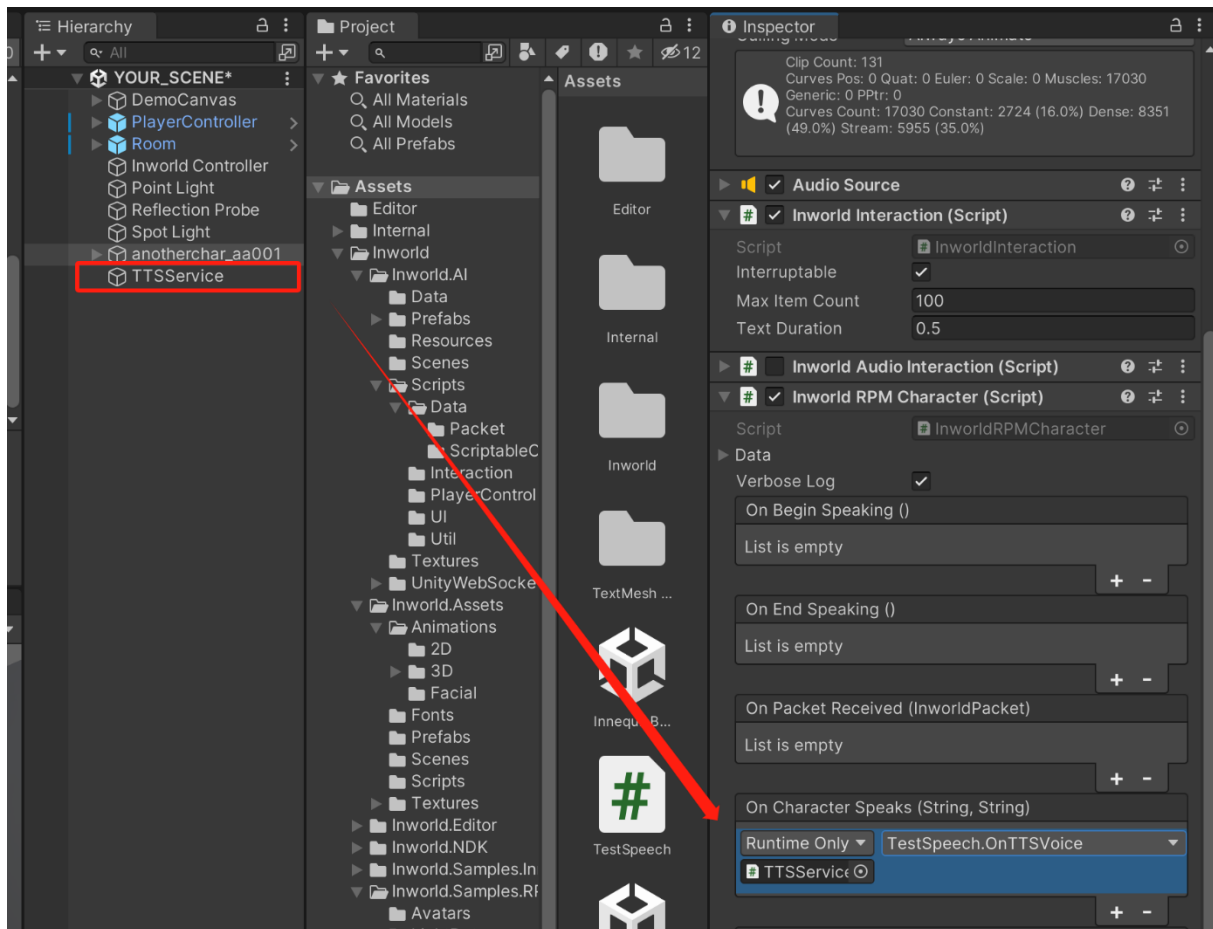 Hierarchy
All
YOUR_SCENE*
DemoCanvas
PlayerController
Room
Inworld Controller
Point Light
Reflection Probe
Spot Light
anotherchar_aa001
TTSService
Project
12
Favorites
All Materials
All Models
All Prefabs
Assets
Editor
Internal
Inworld
Inworld.AI
Data
Prefabs
Resources
Scenes
Scripts
Data
Packet
ScriptableC
Interaction
PlayerControl
UI
Util
Textures
UnityWebSocke
Inworld.Assets
Animations
2D
3D
Facial
Fonts
Prefabs
Scenes
Scripts
Textures
Inworld.Editor
Inworld.NDK
Inworld.Samples.In
Inworld.Samples.RF
Avatars
Assets
Editor
Internal
Inworld
TextMesh ...
#
TestSpeech
Inspector
Clip Count: 131
Curves Pos: 0 Quat: 0 Euler: 0 Scale: 0 Muscles: 17030
Generic: 0 PPtr: 0
Curves Count: 17030 Constant: 2724 (16.0%) Dense: 8351
(49.0%) Stream: 5955 (35.0%)
Audio Source
# Inworld Interaction (Script)
Script # InworldInteraction
Interruptable
Max Item Count 100
Text Duration 0.5
# Inworld Audio Interaction (Script)
# Inworld RPM Character (Script)
Script # InworldRPMCharacter
Data
Verbose Log
On Begin Speaking ()
List is empty
+ -
On End Speaking ()
List is empty
+ -
On Packet Received (InworldPacket)
List is empty
+ -
On Character Speaks (String, String)
Runtime Only TestSpeech.OnTTSVoice
# TTSService
+ -